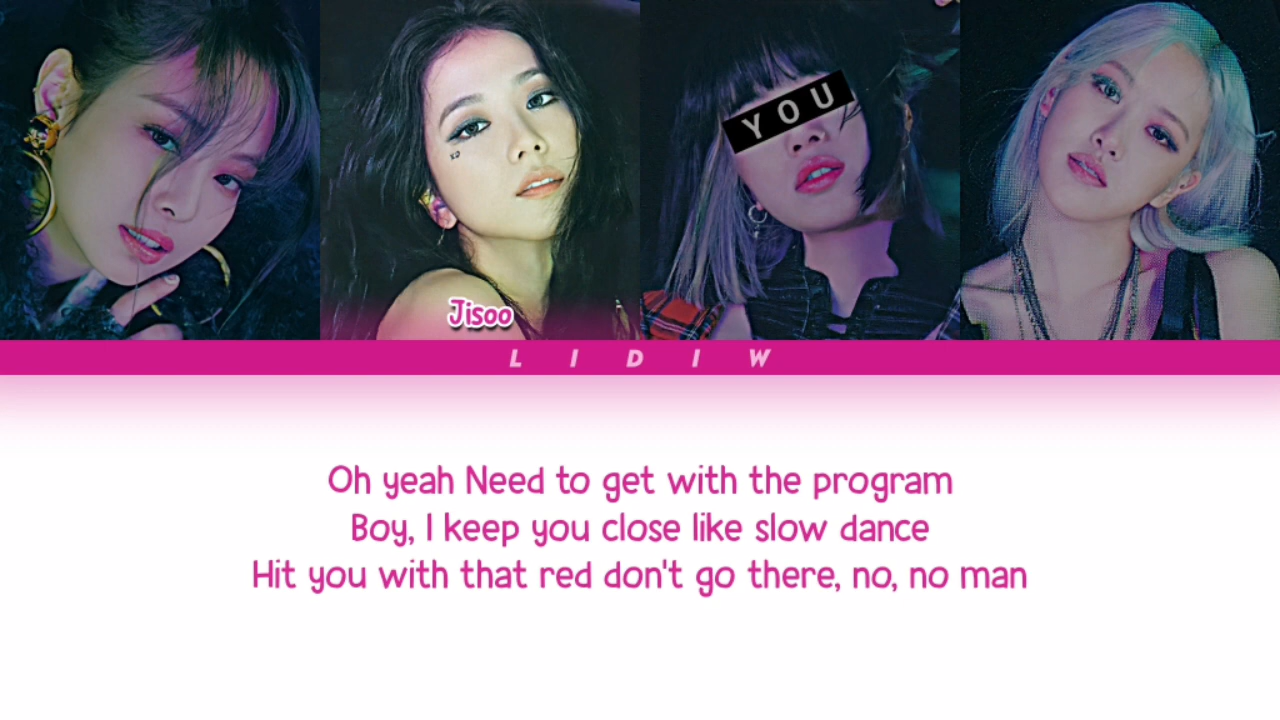 YOU
Jisoo
LIDIW
Oh yeah Need to get with the program
Boy, I keep you close like slow dance
Hit you with that red don't go there, no, no man